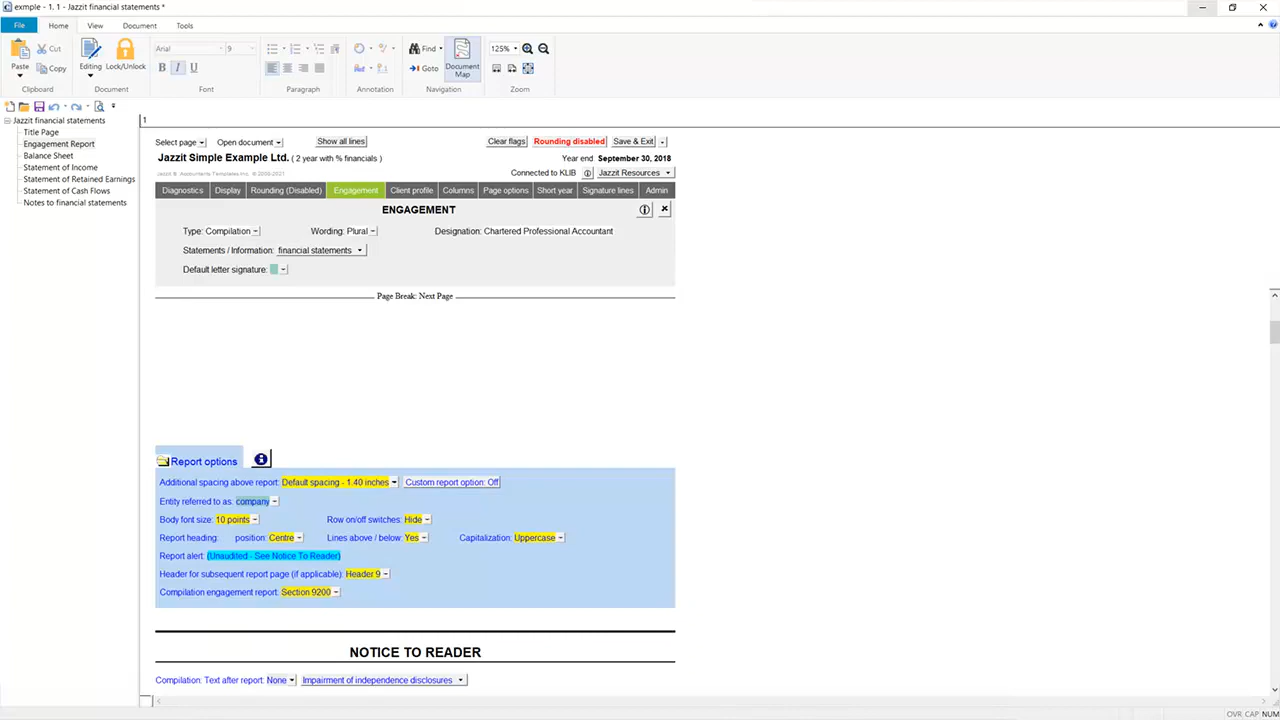 exmple - 1. 1 - Jazzit financial statements *
File Home View Document Tools
Paste Cut Copy Editing Lock/Unlock Arial 9 B I U Find Goto Document Map 125%
Clipboard Document Font Paragraph Annotation Navigation Zoom
Jazzit financial statements
Title Page
Engagement Report
Balance Sheet
Statement of Income
Statement of Retained Earnings
Statement of Cash Flows
Notes to financial statements
1
Select page Open document Show all lines Clear flags Rounding disabled Save & Exit
Jazzit Simple Example Ltd. ( 2 year with % financials ) Year end September 30, 2018
Connected to KLIB Jazzit Resources
Diagnostics Display Rounding (Disabled) Engagement Client profile Columns Page options Short year Signature lines Admin
ENGAGEMENT
Type: Compilation Wording: Plural Designation: Chartered Professional Accountant
Statements / Information: financial statements
Default letter signature:
Page Break: Next Page
Report options
Additional spacing above report: Default spacing - 1.40 inches Custom report option: Off
Entity referred to as: company
Body font size: 10 points Row on/off switches: Hide
Report heading: position: Centre Lines above / below: Yes Capitalization: Uppercase
Report alert: (Unaudited - See Notice To Reader)
Header for subsequent report page (if applicable): Header 9
Compilation engagement report: Section 9200
NOTICE TO READER
Compilation: Text after report: None Impairment of independence disclosures
OVR CAP NUM